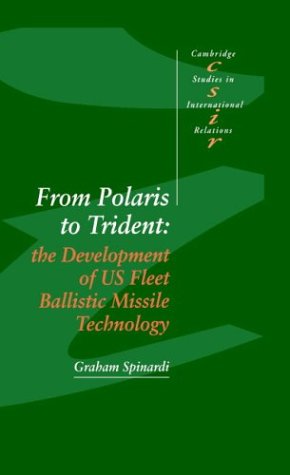 Cambridge
c
Studies in
s
International
i
Relations
r
From Polaris
to Trident:
the Development
of US Fleet
Ballistic Missile
Technology
Graham Spinardi